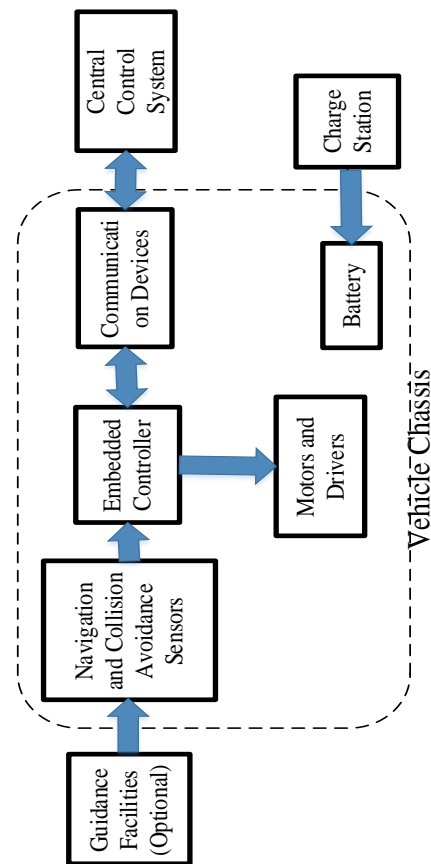 Guidance
Facilities
(Optional)
Navigation
and Collision
Avoidance
Sensors
Embedded
Controller
Communicati
on Devices
Central
Control
System
Motors and
Drivers
Battery
Charge
Station
Vehicle Chassis